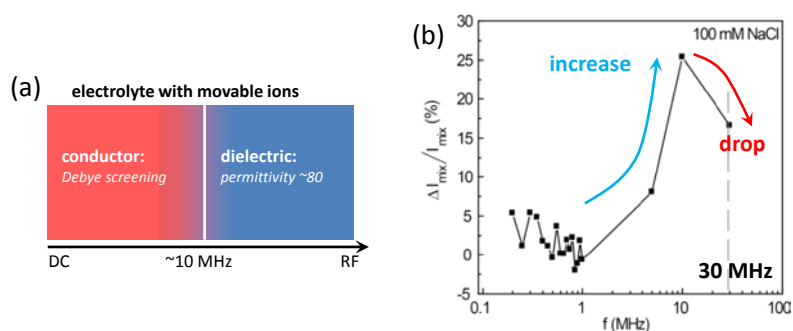 (a)
electrolyte with movable ions
conductor:
Debye screening
dielectric:
permittivity ~80
DC
~10 MHz
RF
(b)
100 mM NaCl
increase
drop
30 MHz
Δ I_mix/I_mix (%)
30
25
20
15
10
5
0
-5
0.1
1
10
100
f (MHz)